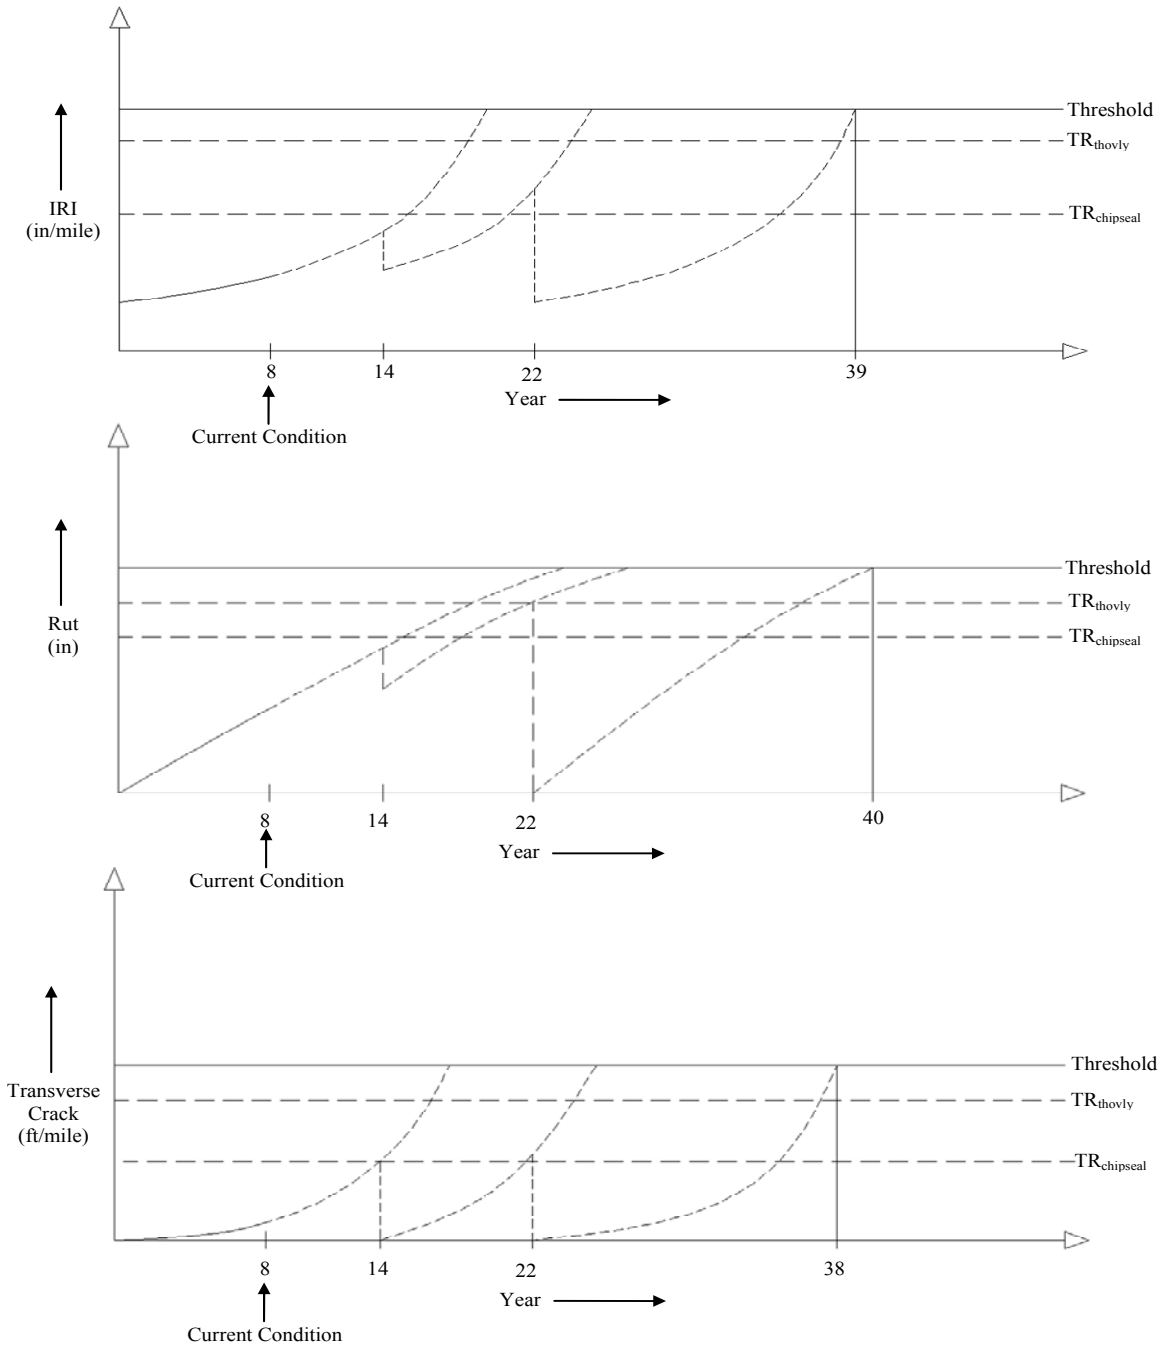 Threshold
TRthovly
IRI
(in/mile)
TRchipseal
8
14
22
39
Year
Current Condition
Threshold
TRthovly
Rut
(in)
TRchipseal
8
14
22
40
Year
Current Condition
Threshold
Transverse
Crack
(ft/mile)
TRthovly
TRchipseal
8
14
22
38
Year
Current Condition